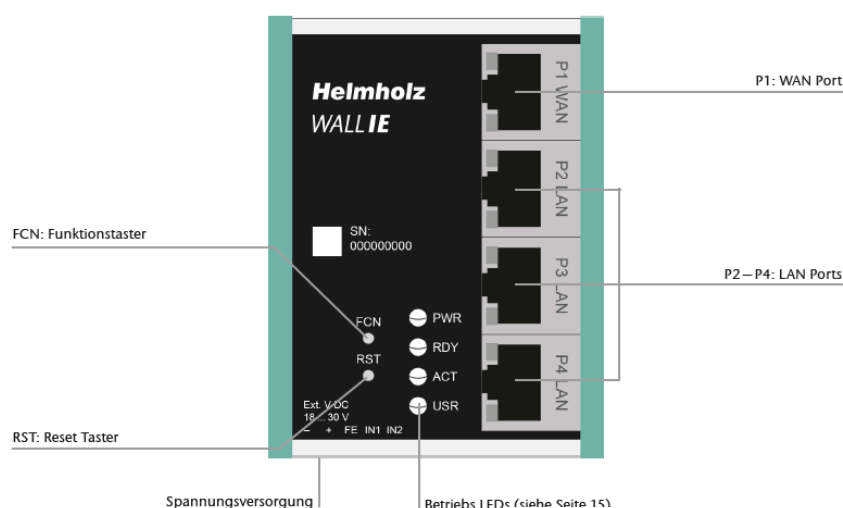 Helmholz
WALL IE
P1 WAN
P1: WAN Port
P2 LAN
SN:
000000000
FCN: Funktionstaster
P3 LAN
P2–P4: LAN Ports
FCN
PWR
RDY
RST
ACT
P4 LAN
USR
Ext. V DC
18 ... 30 V
– + FE IN1 IN2
RST: Reset Taster
Spannungsversorgung
Betriebs LEDs (siehe Seite 15)